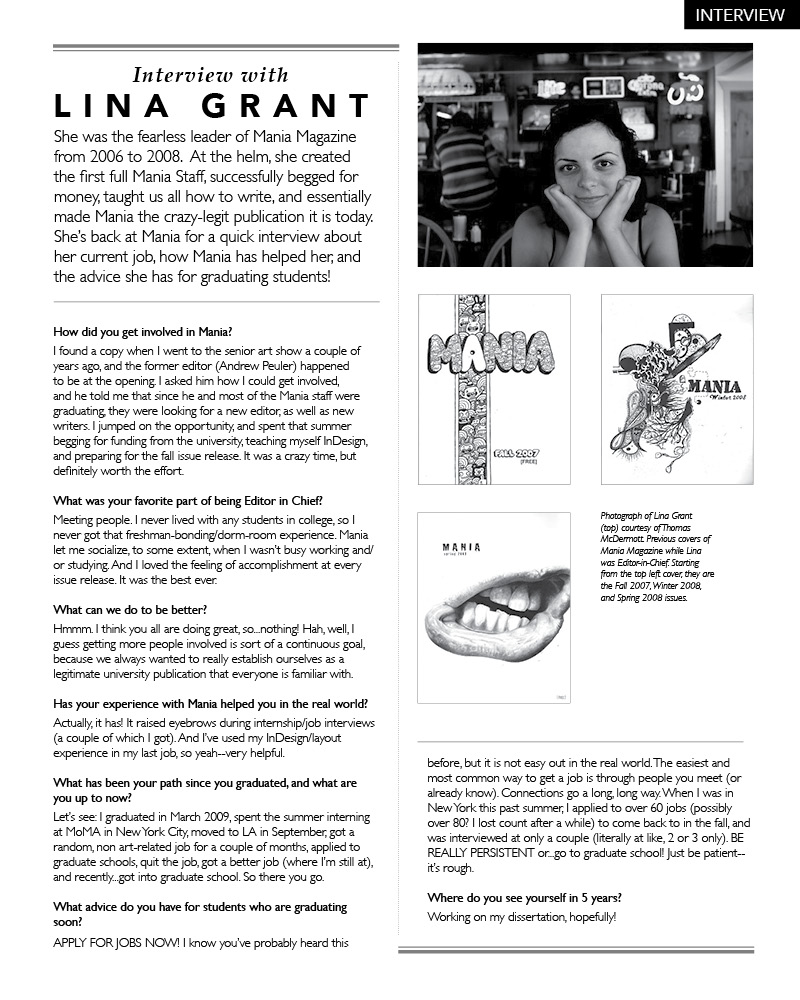 INTERVIEW
Interview with
LINA GRANT
She was the fearless leader of Mania Magazine
from 2006 to 2008. At the helm, she created
the first full Mania Staff, successfully begged for
money, taught us all how to write, and essentially
made Mania the crazy-legit publication it is today.
She's back at Mania for a quick interview about
her current job, how Mania has helped her, and
the advice she has for graduating students!
How did you get involved in Mania?
I found a copy when I went to the senior art show a couple of
years ago, and the former editor (Andrew Peuler) happened
to be at the opening. I asked him how I could get involved,
and he told me that since he and most of the Mania staff were
graduating, they were looking for a new editor, as well as new
writers. I jumped on the opportunity, and spent that summer
begging for funding from the university, teaching myself InDesign,
and preparing for the fall issue release. It was a crazy time, but
definitely worth the effort.
What was your favorite part of being Editor in Chief?
Meeting people. I never lived with any students in college, so I
never got that freshman-bonding/dorm-room experience. Mania
let me socialize, to some extent, when I wasn't busy working and/
or studying. And I loved the feeling of accomplishment at every
issue release. It was the best ever.
What can we do to be better?
Hmmm. I think you all are doing great, so...nothing! Hah, well, I
guess getting more people involved is sort of a continuous goal,
because we always wanted to really establish ourselves as a
legitimate university publication that everyone is familiar with.
Has your experience with Mania helped you in the real world?
Actually, it has! It raised eyebrows during internship/job interviews
(a couple of which I got). And I've used my InDesign/layout
experience in my last job, so yeah--very helpful.
What has been your path since you graduated, and what are
you up to now?
Let's see: I graduated in March 2009, spent the summer interning
at MoMA in New York City, moved to LA in September, got a
random, non art-related job for a couple of months, applied to
graduate schools, quit the job, got a better job (where I'm still at),
and recently...got into graduate school. So there you go.
What advice do you have for students who are graduating
soon?
APPLY FOR JOBS NOW! I know you've probably heard this
MANIA
FALL 2007
[FREE]
MANIA
Winter 2008
MANIA
Photograph of Lina Grant
(top) courtesy of Thomas
McDermott. Previous covers of
Mania Magazine while Lina
was Editor-in-Chief. Starting
from the top left cover, they are
the Fall 2007, Winter 2008,
and Spring 2008 issues.
before, but it is not easy out in the real world. The easiest and
most common way to get a job is through people you meet (or
already know). Connections go a long, long way. When I was in
New York this past summer, I applied to over 60 jobs (possibly
over 80? I lost count after a while) to come back to in the fall, and
was interviewed at only a couple (literally at like, 2 or 3 only). BE
REALLY PERSISTENT or...go to graduate school! Just be patient--
it's rough.
Where do you see yourself in 5 years?
Working on my dissertation, hopefully!